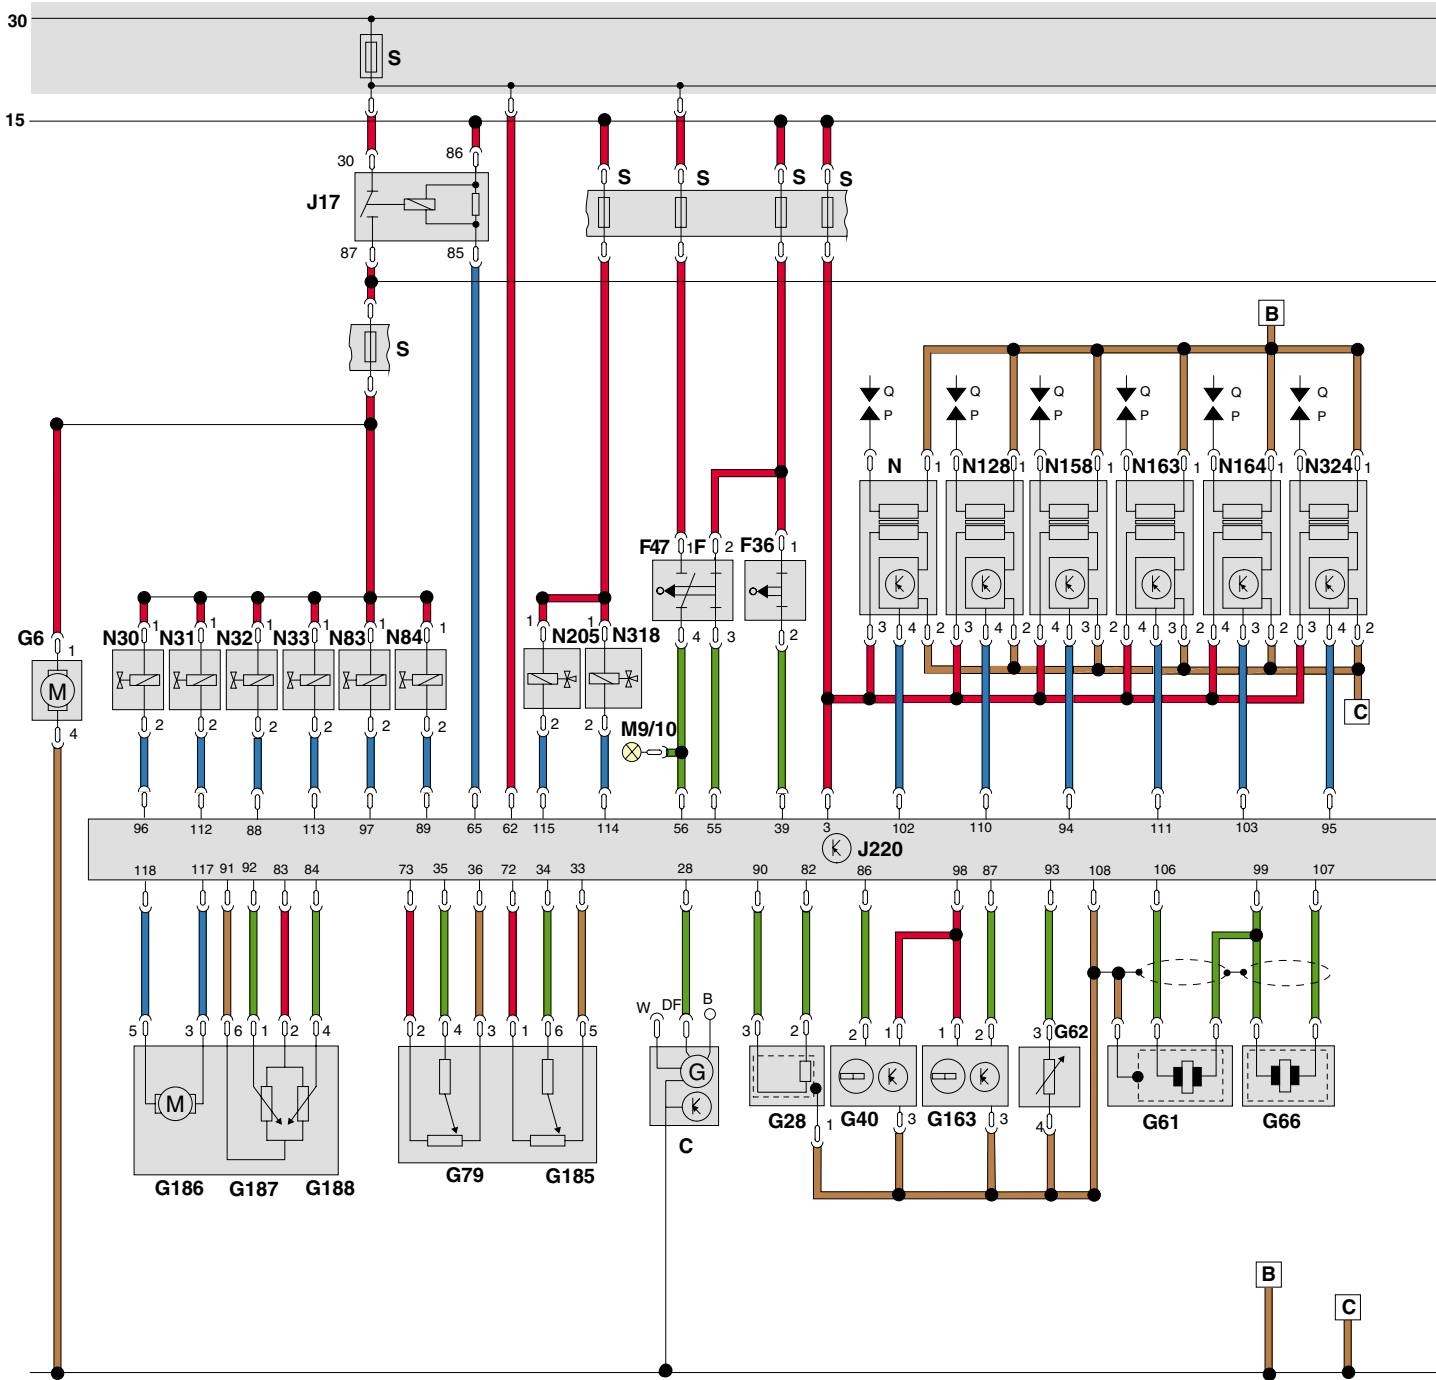 30
S
15
30 86
S S S S
J17
87 85
S
B
Q Q Q Q Q Q
P P P P P P
N 1 N128 1 N158 1 N163 1 N164 1 N324 1
F47 1 F 2 F36 1
G6 1 N30 1 N31 1 N32 1 N33 1 N83 1 N84 1 1 N205 1 N318
4 3 2 3 4 2 3 4 2 3 4 2 3 4 2 3 4 2 3 4 2
M
4 2 2 2 2 2 2 2 2 M9/10 C
96 112 88 113 97 89 65 62 115 114 56 55 39 3 102 110 94 111 103 95
J220
118 117 91 92 83 84 73 35 36 72 34 33 28 90 82 86 98 87 93 108 106 99 107
W DF B
5 3 6 1 2 4 2 4 3 1 6 5 3 2 2 1 1 2 3 G62
M G
G186 G187 G188 G79 G185 C G28 1 G40 3 G163 3 4 G61 G66
B
C